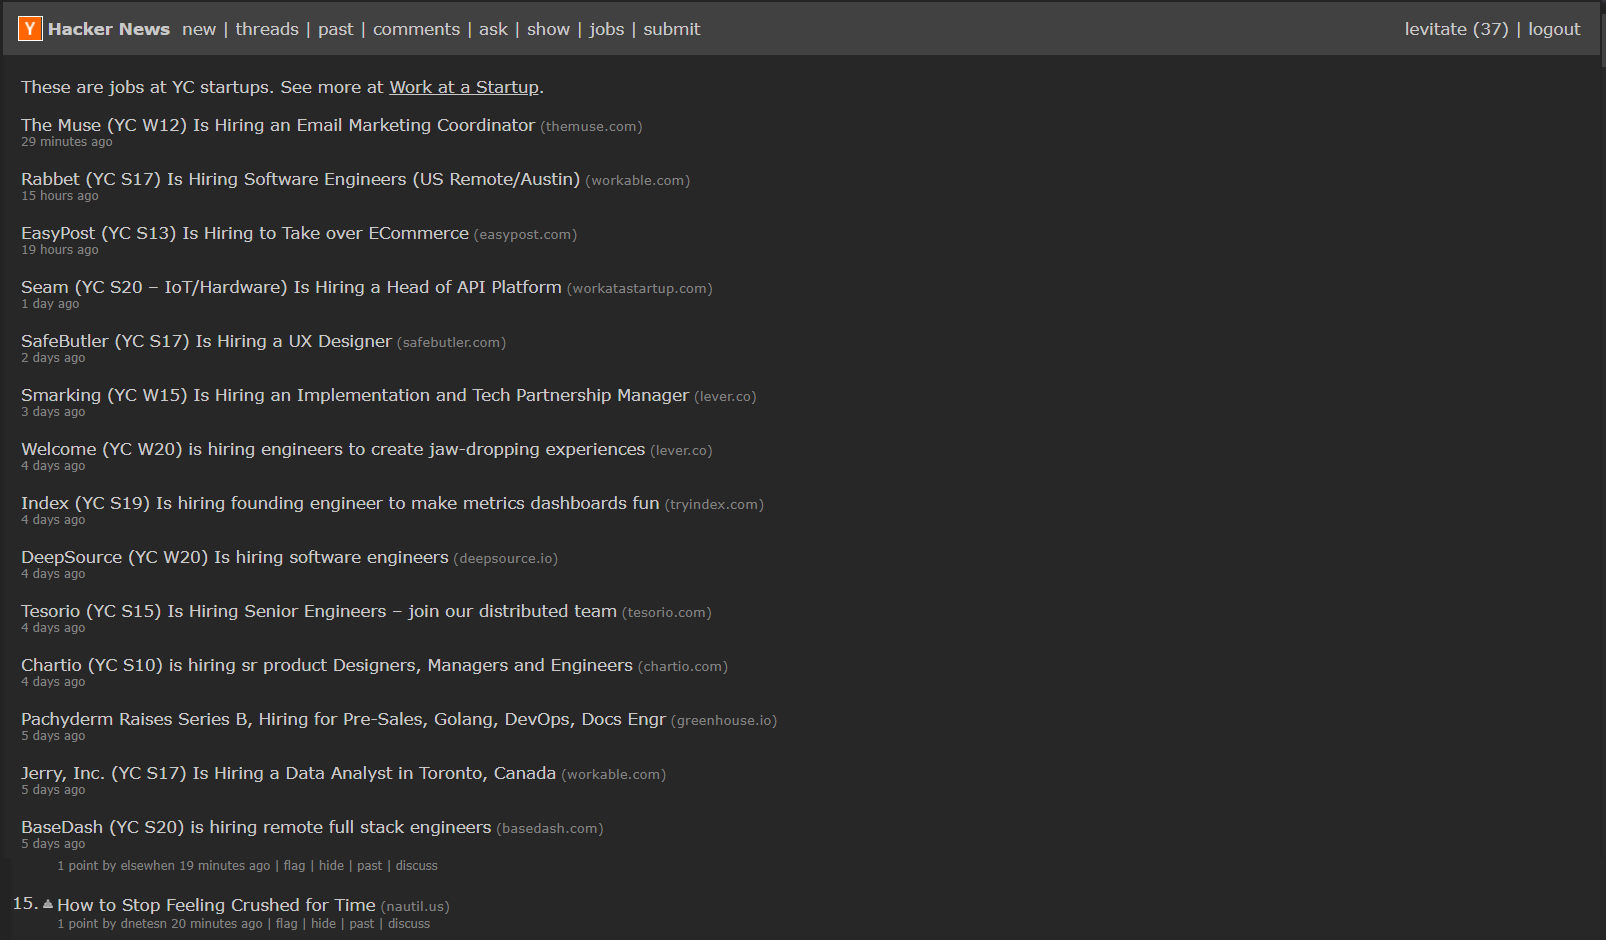 Y Hacker News new | threads | past | comments | ask | show | jobs | submit levitate (37) | logout
These are jobs at YC startups. See more at Work at a Startup.
The Muse (YC W12) Is Hiring an Email Marketing Coordinator (themuse.com)
29 minutes ago
Rabbet (YC S17) Is Hiring Software Engineers (US Remote/Austin) (workable.com)
15 hours ago
EasyPost (YC S13) Is Hiring to Take over ECommerce (easypost.com)
19 hours ago
Seam (YC S20 – IoT/Hardware) Is Hiring a Head of API Platform (workatastartup.com)
1 day ago
SafeButler (YC S17) Is Hiring a UX Designer (safebutler.com)
2 days ago
Smarking (YC W15) Is Hiring an Implementation and Tech Partnership Manager (lever.co)
3 days ago
Welcome (YC W20) is hiring engineers to create jaw-dropping experiences (lever.co)
4 days ago
Index (YC S19) Is hiring founding engineer to make metrics dashboards fun (tryindex.com)
4 days ago
DeepSource (YC W20) Is hiring software engineers (deepsource.io)
4 days ago
Tesorio (YC S15) Is Hiring Senior Engineers – join our distributed team (tesorio.com)
4 days ago
Chartio (YC S10) is hiring sr product Designers, Managers and Engineers (chartio.com)
4 days ago
Pachyderm Raises Series B, Hiring for Pre-Sales, Golang, DevOps, Docs Engr (greenhouse.io)
5 days ago
Jerry, Inc. (YC S17) Is Hiring a Data Analyst in Toronto, Canada (workable.com)
5 days ago
BaseDash (YC S20) is hiring remote full stack engineers (basedash.com)
5 days ago
1 point by elsewhen 19 minutes ago | flag | hide | past | discuss
15. How to Stop Feeling Crushed for Time (nautil.us)
1 point by dnetesn 20 minutes ago | flag | hide | past | discuss